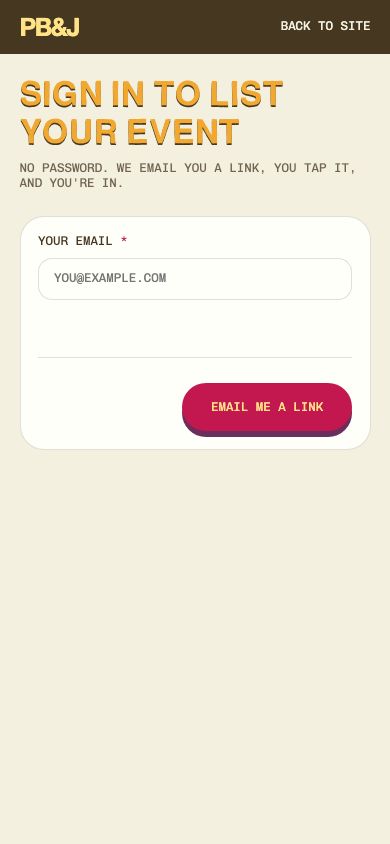 PB&J
BACK TO SITE
SIGN IN TO LIST
YOUR EVENT
NO PASSWORD. WE EMAIL YOU A LINK, YOU TAP IT,
AND YOU'RE IN.
YOUR EMAIL *
YOU@EXAMPLE.COM
EMAIL ME A LINK